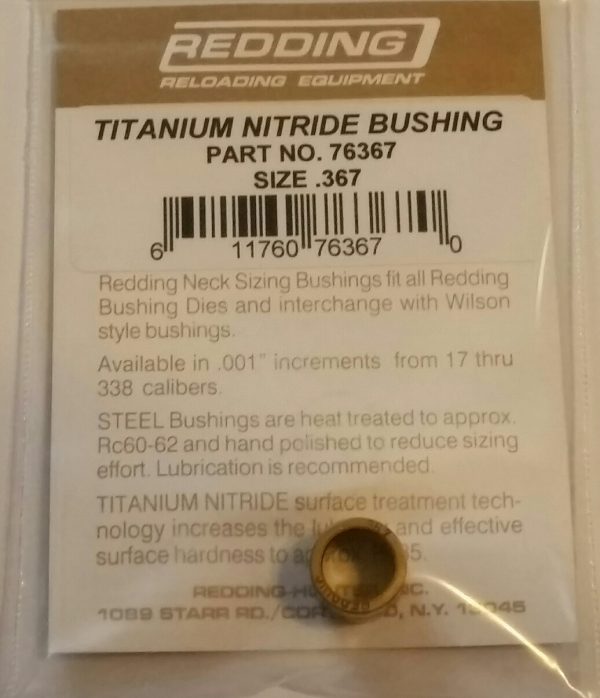 REDDING
RELOADING EQUIPMENT
TITANIUM NITRIDE BUSHING
PART NO. 76367
SIZE .367
6 11760 76367 0
Redding Neck Sizing Bushings fit all Redding
Bushing Dies and interchange with Wilson
style bushings.
Available in .001" increments from 17 thru
338 calibers.
STEEL Bushings are heat treated to approx.
Rc60-62 and hand polished to reduce sizing
effort. Lubrication is recommended.
TITANIUM NITRIDE surface treatment tech-
nology increases the and effective
surface hardness to
REDDING
1089 STARR RD./ N.Y.
REDDING